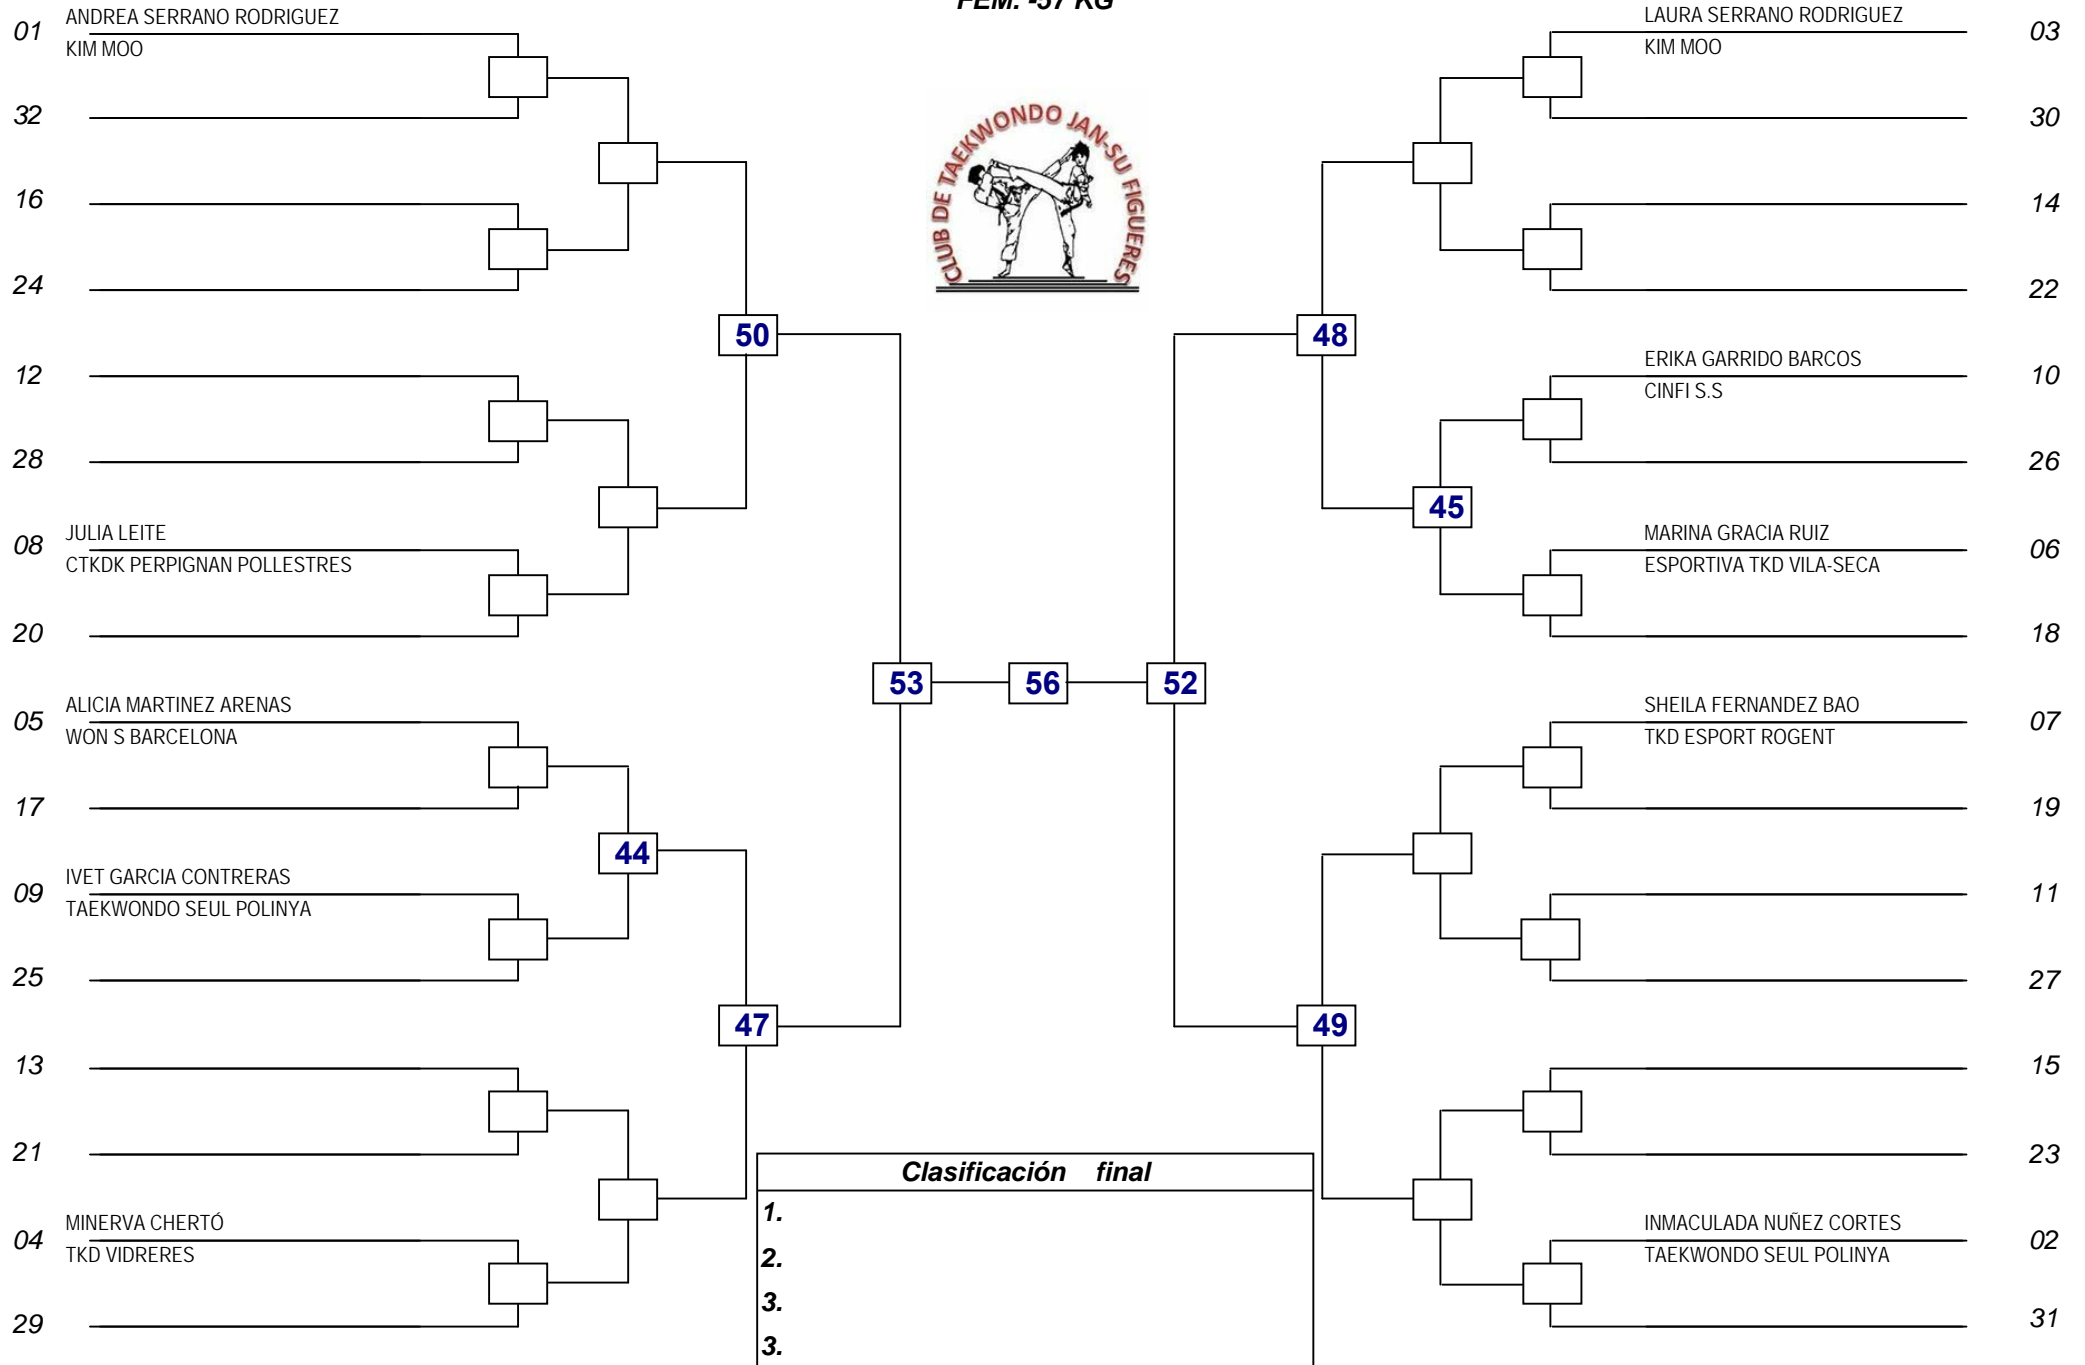 FEM. -57 KG
CLUB DE TAEKWONDO JAN-SU FIGUERES
01 ANDREA SERRANO RODRIGUEZ
KIM MOO
32
16
24
12
28
08 JULIA LEITE
CTKDK PERPIGNAN POLLESTRES
20
05 ALICIA MARTINEZ ARENAS
WON S BARCELONA
17
09 IVET GARCIA CONTRERAS
TAEKWONDO SEUL POLINYA
25
13
21
04 MINERVA CHERTÓ
TKD VIDRERES
29
50
44
47
53
56
52
48
45
49
LAURA SERRANO RODRIGUEZ 03
KIM MOO
30
14
22
ERIKA GARRIDO BARCOS 10
CINFI S.S
26
MARINA GRACIA RUIZ 06
ESPORTIVA TKD VILA-SECA
18
SHEILA FERNANDEZ BAO 07
TKD ESPORT ROGENT
19
11
27
15
23
INMACULADA NUÑEZ CORTES 02
TAEKWONDO SEUL POLINYA
31
Clasificación final
1.
2.
3.
3.